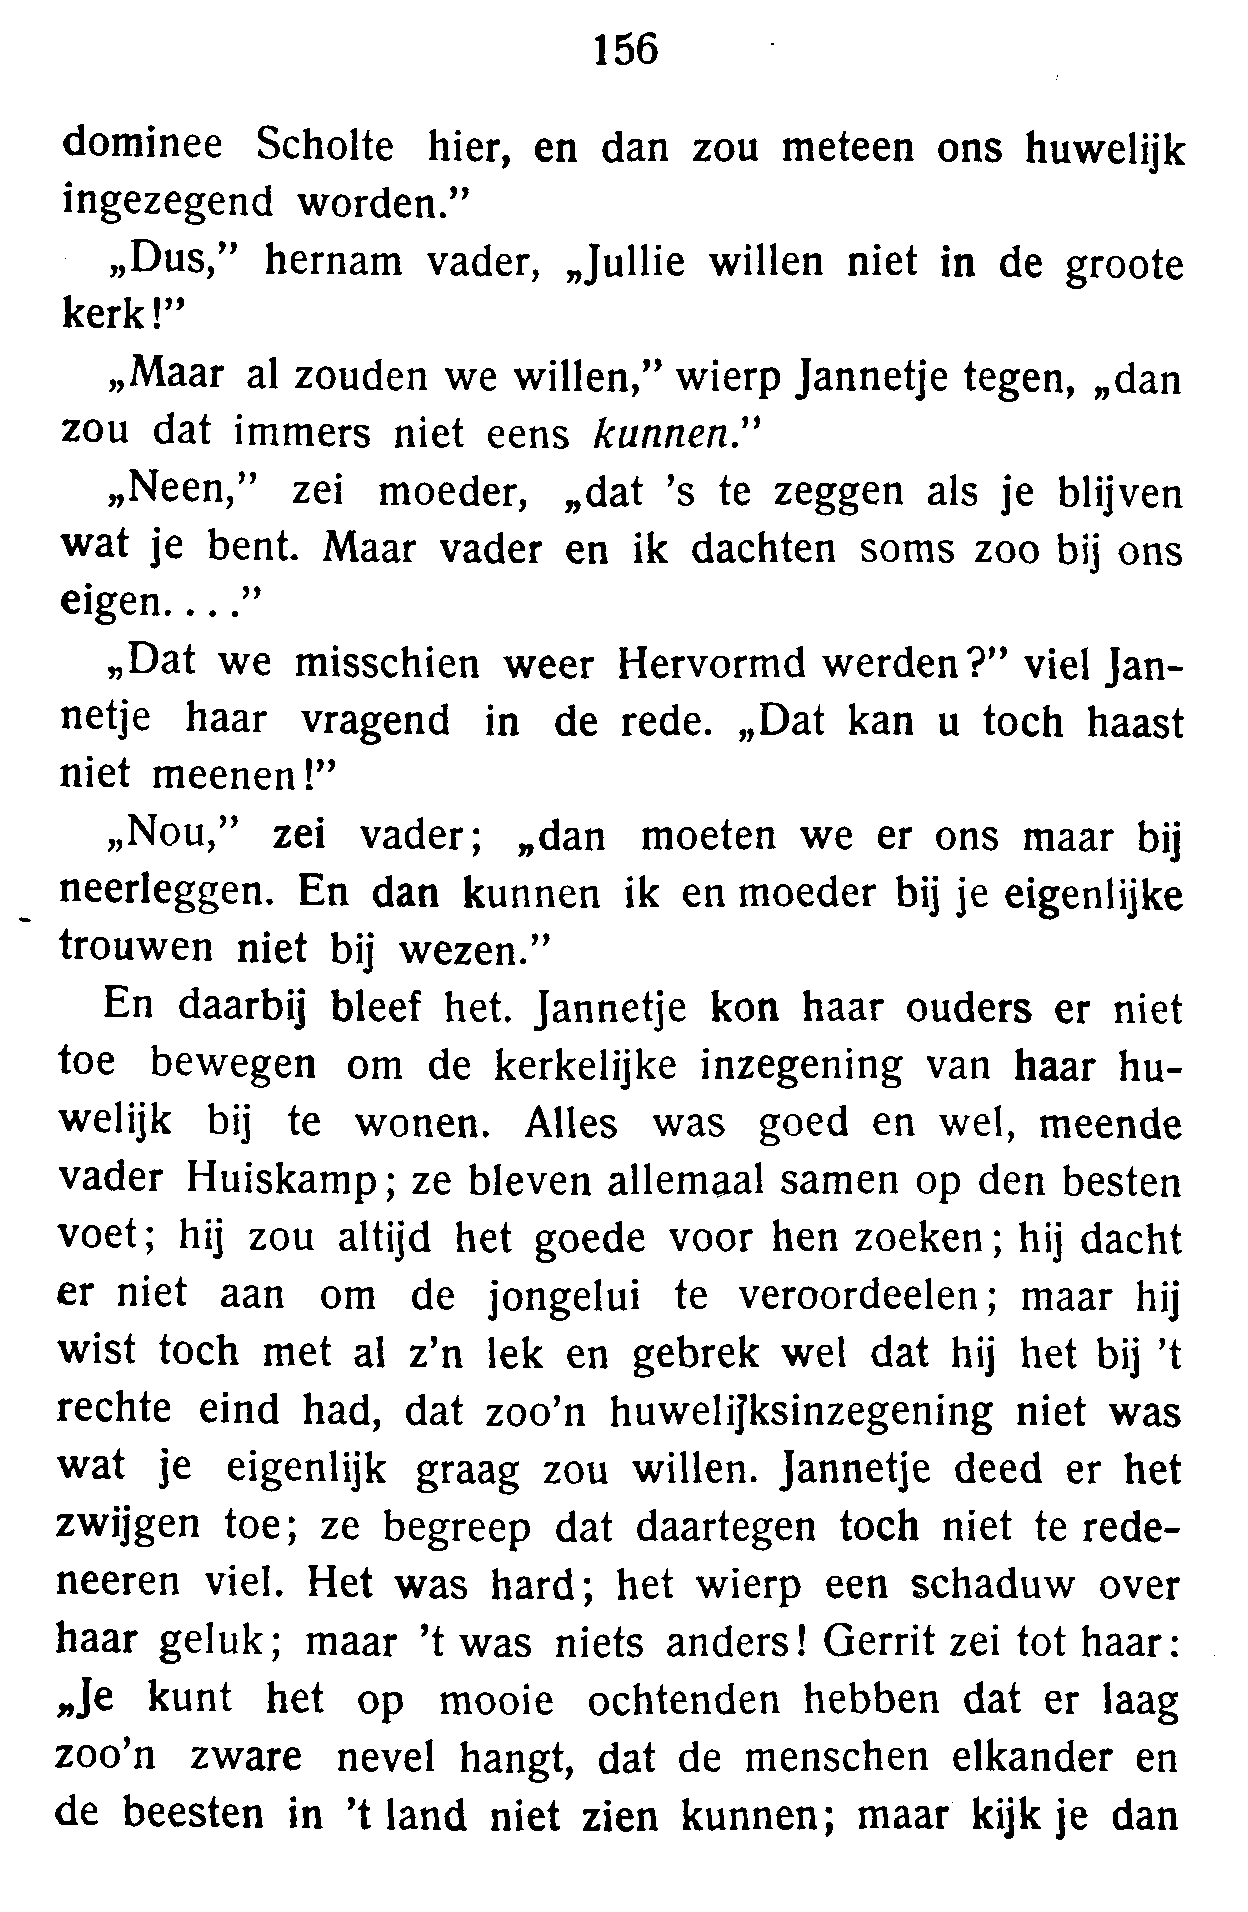 156
dominee Scholte hier, en dan zou meteen ons huwelijk
ingezegend worden.”
„Dus,” hernam vader, „Jullie willen niet in de groote
kerk!”
„Maar al zouden we willen,” wierp Jannetje tegen, „dan
zou dat immers niet eens kunnen.”
„Neen,” zei moeder, „dat 's te zeggen als je blijven
wat je bent. Maar vader en ik dachten soms zoo bij ons
eigen....”
„Dat we misschien weer Hervormd werden?” viel Jan-
netje haar vragend in de rede. „Dat kan u toch haast
niet meenen!”
„Nou,” zei vader; „dan moeten we er ons maar bij
neerleggen. En dan kunnen ik en moeder bij je eigenlijke
trouwen niet bij wezen.”
En daarbij bleef het. Jannetje kon haar ouders er niet
toe bewegen om de kerkelijke inzegening van haar hu-
welijk bij te wonen. Alles was goed en wel, meende
vader Huiskamp; ze bleven allemaal samen op den besten
voet; hij zou altijd het goede voor hen zoeken; hij dacht
er niet aan om de jongelui te veroordeelen; maar hij
wist toch met al z'n lek en gebrek wel dat hij het bij 't
rechte eind had, dat zoo'n huwelijksinzegening niet was
wat je eigenlijk graag zou willen. Jannetje deed er het
zwijgen toe; ze begreep dat daartegen toch niet te rede-
neeren viel. Het was hard; het wierp een schaduw over
haar geluk; maar 't was niets anders! Gerrit zei tot haar:
„Je kunt het op mooie ochtenden hebben dat er laag
zoo'n zware nevel hangt, dat de menschen elkander en
de beesten in 't land niet zien kunnen; maar kijk je dan